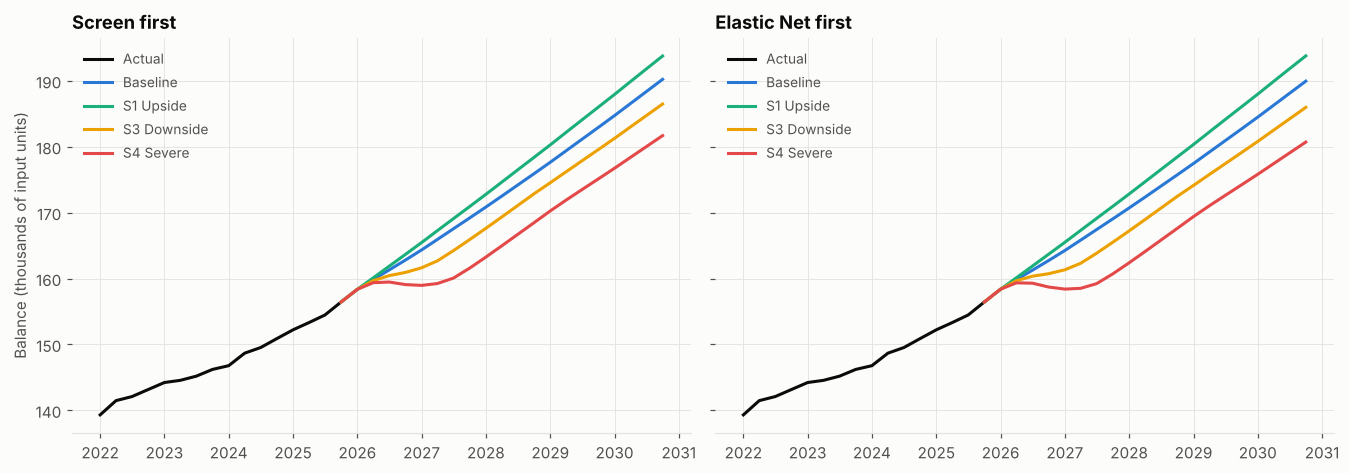 Screen first
Balance (thousands of input units)
Actual
Baseline
S1 Upside
S3 Downside
S4 Severe
190
180
170
160
150
140
2022 2023 2024 2025 2026 2027 2028 2029 2030 2031
Elastic Net first
Actual
Baseline
S1 Upside
S3 Downside
S4 Severe
2022 2023 2024 2025 2026 2027 2028 2029 2030 2031